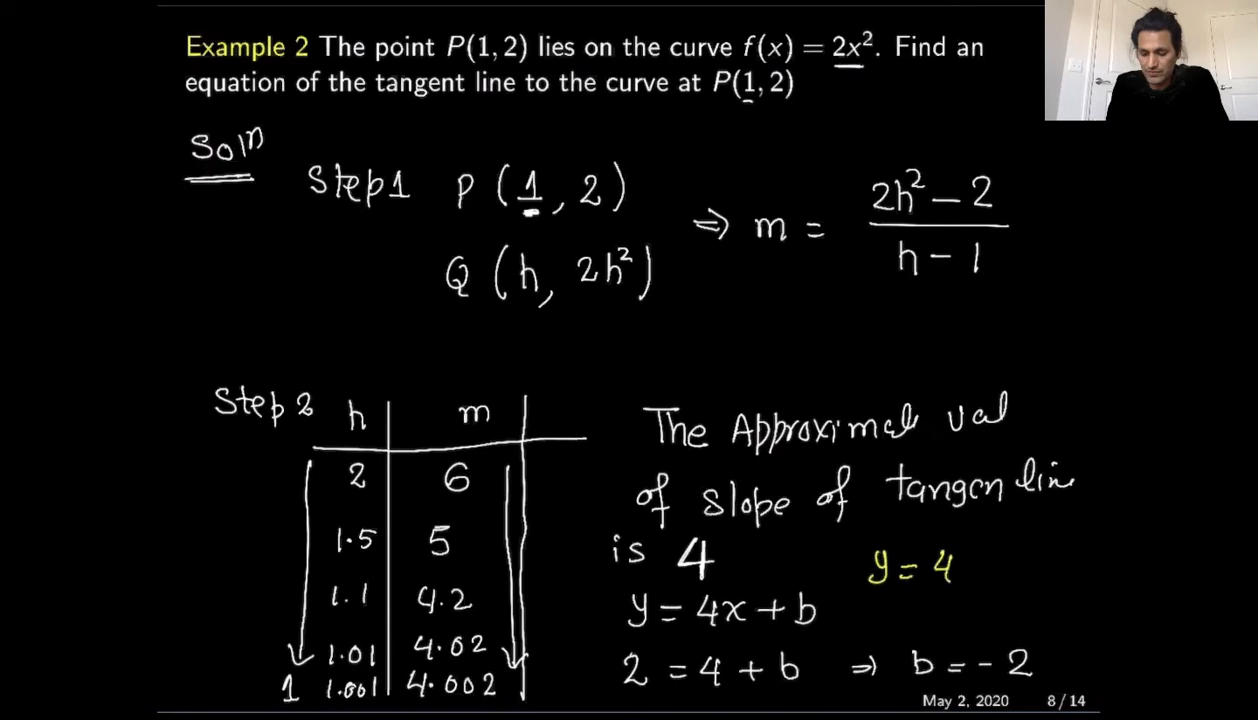 Example 2 The point P(1, 2) lies on the curve f(x) = 2x². Find an
equation of the tangent line to the curve at P(1, 2)
Soln
Step1 P (1, 2)
Q (h, 2h²)
⇒ m = (2h² − 2)/(h − 1)
Step 2
h m
2 6
1.5 5
1.1 4.2
1.01 4.02
1 1.001 4.002
The Approximate val
of slope of tangen line
is 4
y = 4x + b
2 = 4 + b ⇒ b = −2
y = 4
May 2, 2020 8 / 14